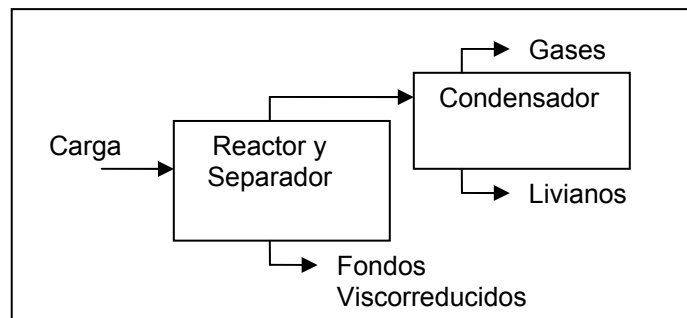 Gases
Condensador
Carga
Reactor y
Separador
Livianos
Fondos
Viscorreducidos